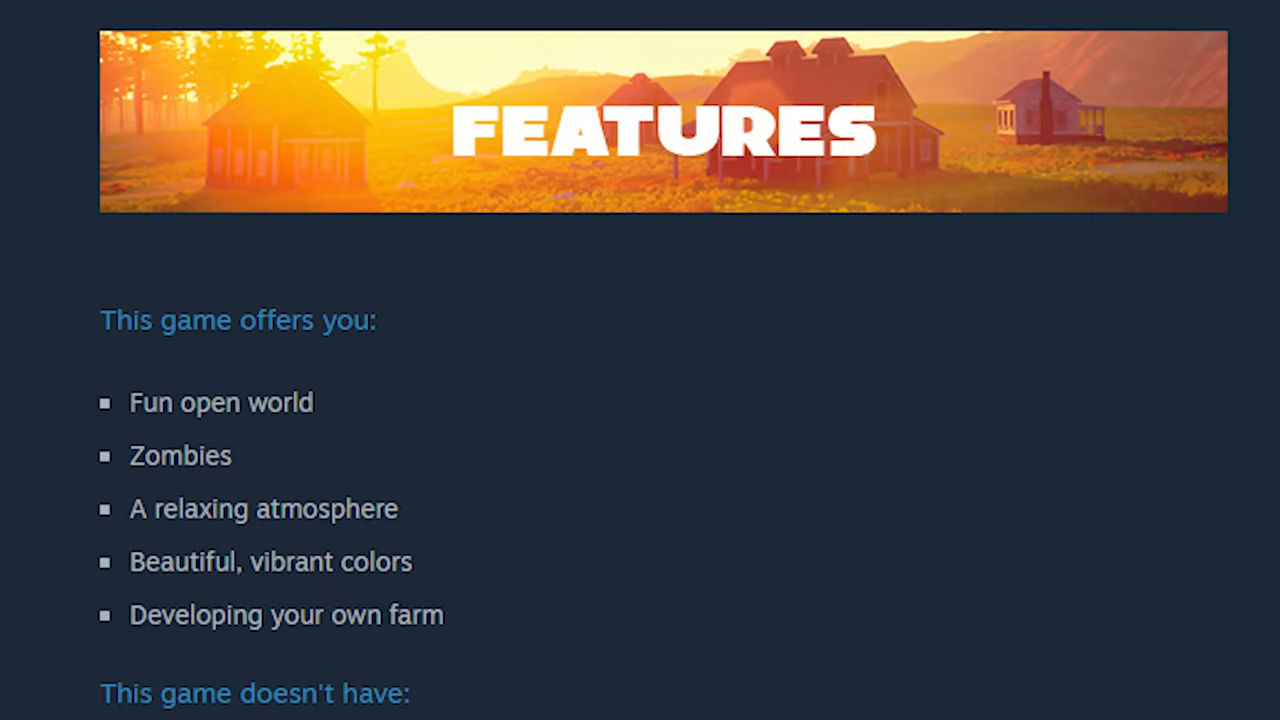 FEATURES
This game offers you:
Fun open world
Zombies
A relaxing atmosphere
Beautiful, vibrant colors
Developing your own farm
This game doesn't have: